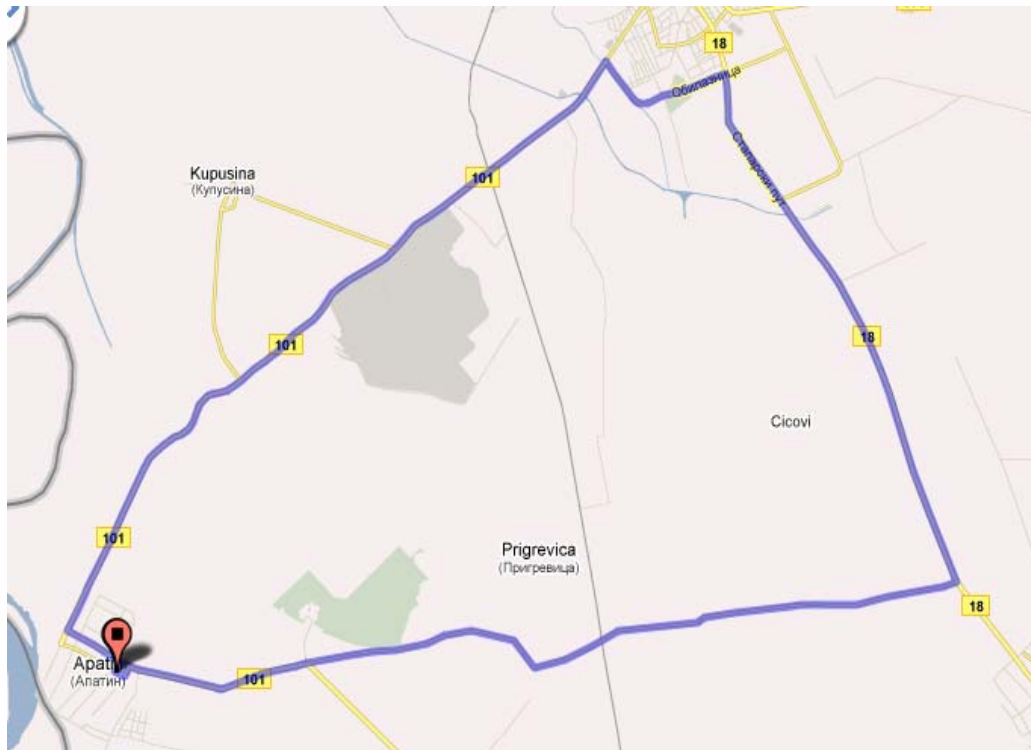 18
Обилазница
Kupusina
(Купусина)
101
Стапарски пут
101
18
Cicovi
101
Prigrevica
(Пригревица)
18
Apatin
(Апатин)
101